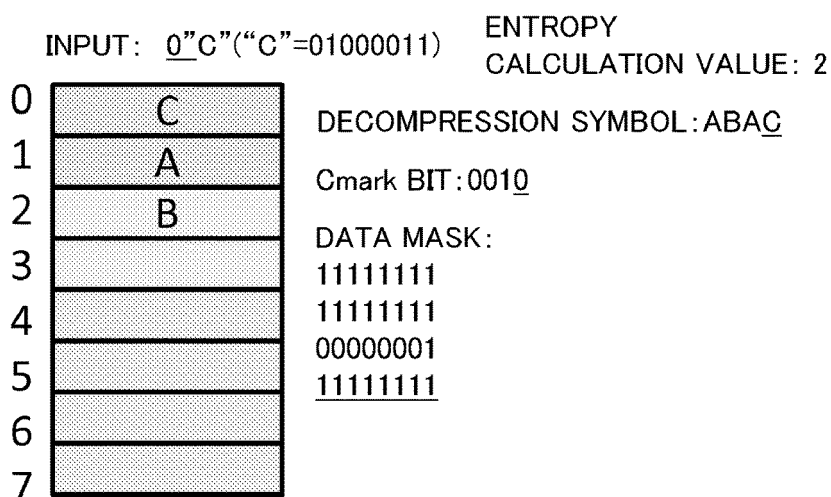 INPUT: 0”C”(“C”=01000011)
ENTROPY
CALCULATION VALUE: 2
0 C
1 A
2 B
3
4
5
6
7
DECOMPRESSION SYMBOL:ABAC
Cmark BIT:0010
DATA MASK:
11111111
11111111
00000001
11111111